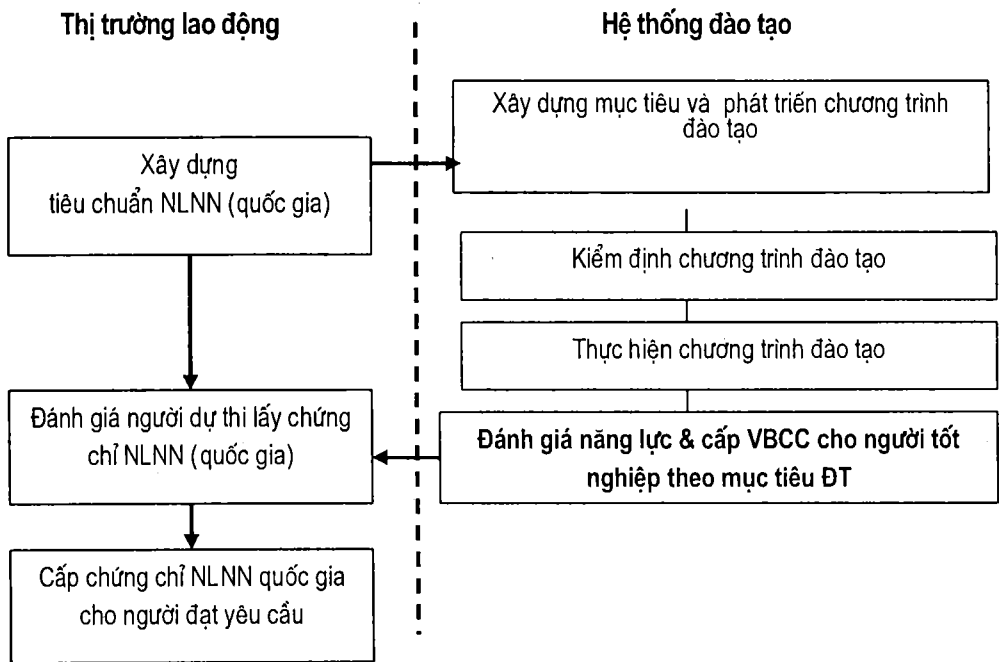 Thị trường lao động
Hệ thống đào tạo
Xây dựng
tiêu chuẩn NLNN (quốc gia)
Đánh giá người dự thi lấy chứng
chỉ NLNN (quốc gia)
Cấp chứng chỉ NLNN quốc gia
cho người đạt yêu cầu
Xây dựng mục tiêu và phát triển chương trình
đào tạo
Kiểm định chương trình đào tạo
Thực hiện chương trình đào tạo
Đánh giá năng lực & cấp VBCC cho người tốt
nghiệp theo mục tiêu ĐT